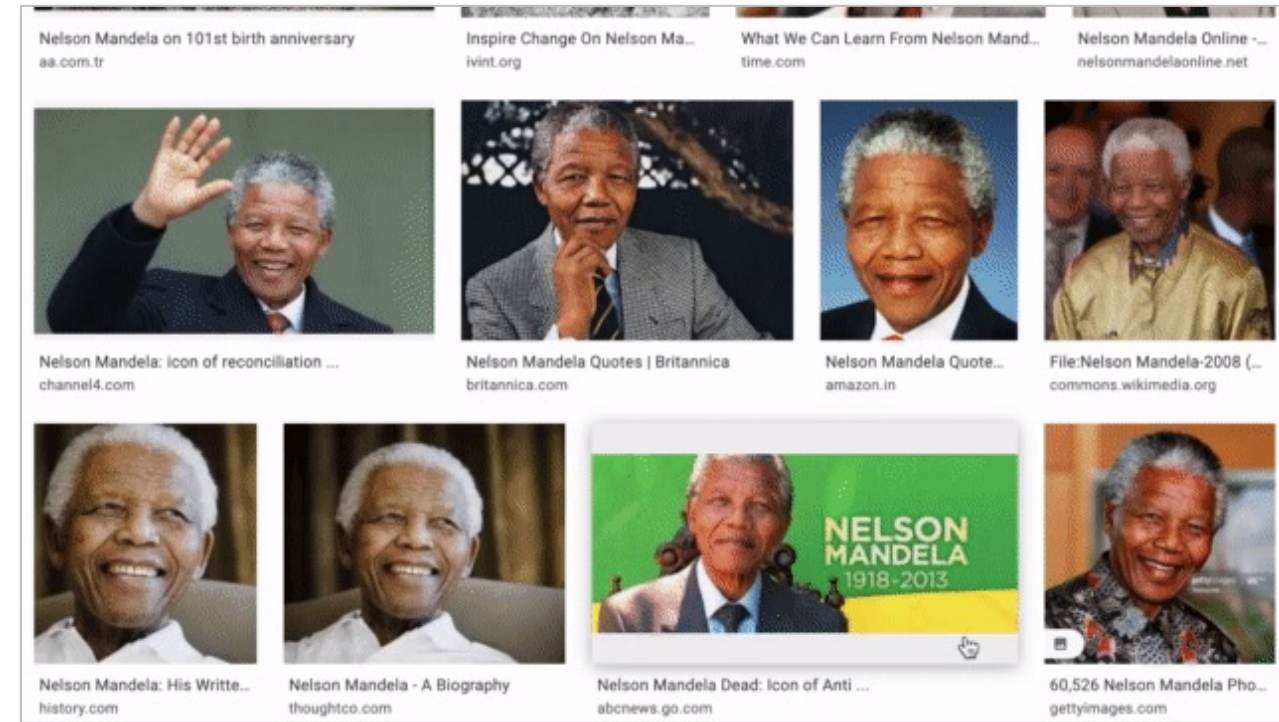 Nelson Mandela on 101st birth anniversary
aa.com.tr
Inspire Change On Nelson Ma...
ivint.org
What We Can Learn From Nelson Mand...
time.com
Nelson Mandela Online -...
nelsonmandelaonline.net
Nelson Mandela: icon of reconciliation ...
channel4.com
Nelson Mandela Quotes | Britannica
britannica.com
Nelson Mandela Quote...
amazon.in
File:Nelson Mandela-2008 (...
commons.wikimedia.org
Nelson Mandela: His Writte...
history.com
Nelson Mandela - A Biography
thoughtco.com
NELSON
MANDELA
1918-2013
Nelson Mandela Dead: Icon of Anti ...
abcnews.go.com
gettyimages
60,526 Nelson Mandela Pho...
gettyimages.com